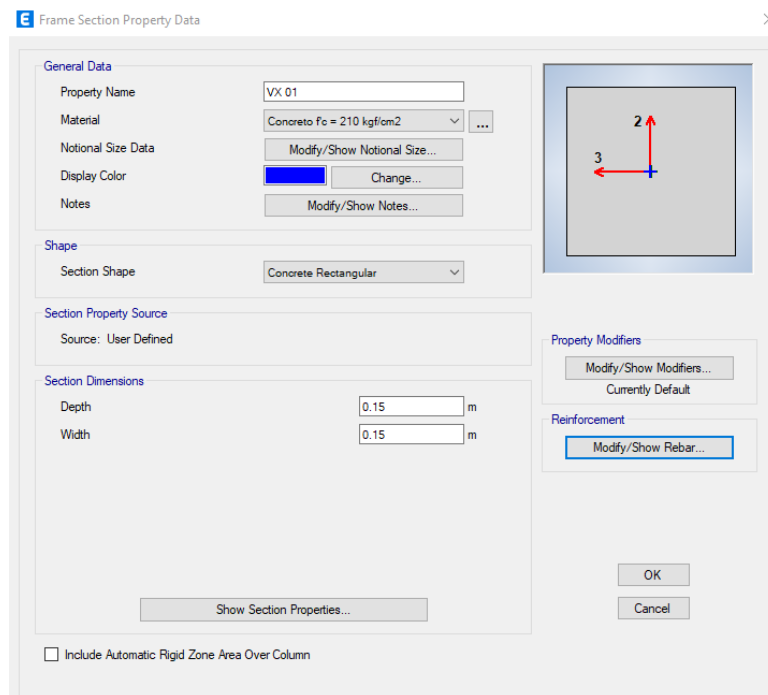 E Frame Section Property Data
General Data
Property Name VX 01
Material Concreto f'c = 210 kgf/cm2 ...
Notional Size Data Modify/Show Notional Size...
Display Color Change...
Notes Modify/Show Notes...
Shape
Section Shape Concrete Rectangular
Section Property Source
Source: User Defined
Section Dimensions
Depth 0.15 m
Width 0.15 m
Show Section Properties...
Include Automatic Rigid Zone Area Over Column
2
3
Property Modifiers
Modify/Show Modifiers...
Currently Default
Reinforcement
Modify/Show Rebar...
OK
Cancel